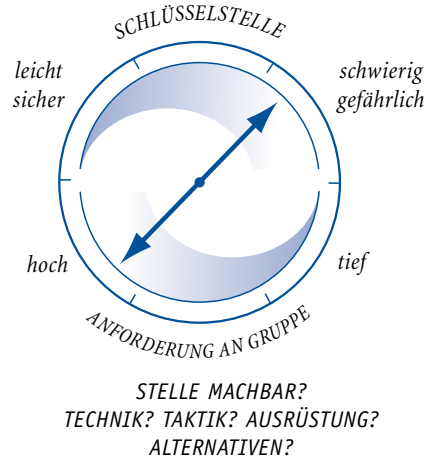 SCHLÜSSELSTELLE
leicht
sicher
schwierig
gefährlich
hoch
tief
ANFORDERUNG AN GRUPPE
STELLE MACHBAR?
TECHNIK? TAKTIK? AUSRÜSTUNG?
ALTERNATIVEN?